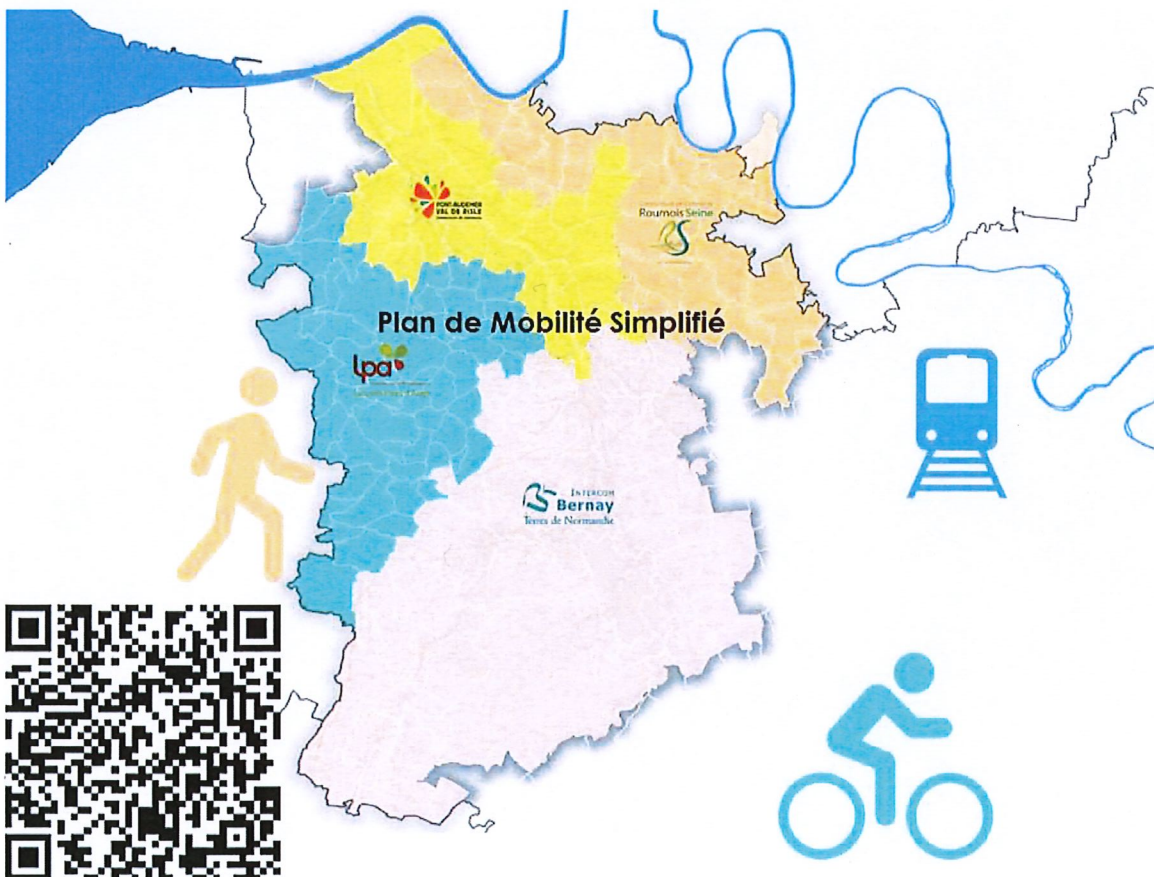 PONT-AUDEMER
VAL DE RISLE
Roumois Seine
Plan de Mobilité Simplifié
lpa
INTERCOM
Bernay
Terres de Normandie